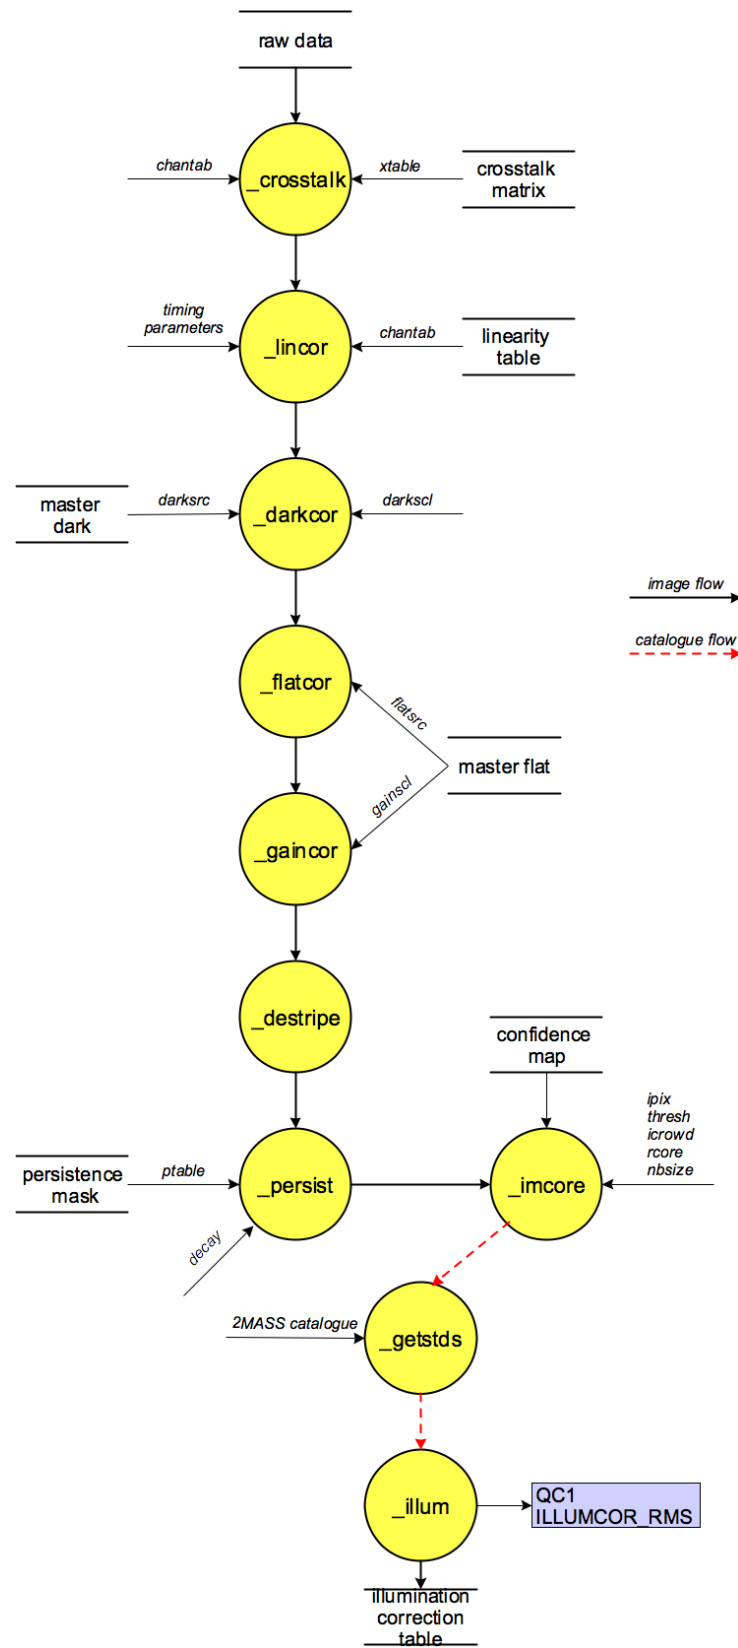 raw data
chantab
_crosstalk
xtable
crosstalk
matrix
timing
parameters
_lincor
chantab
linearity
table
master
dark
darksrc
_darkcor
darkscl
image flow
catalogue flow
_flatcor
flatsrc
master flat
gainscl
_gaincor
_destripe
confidence
map
ipix
thresh
icrowd
rcore
nbsize
persistence
mask
ptable
_persist
_imcore
decay
2MASS catalogue
_getstds
_illum
QC1
ILLUMCOR_RMS
illumination
correction
table